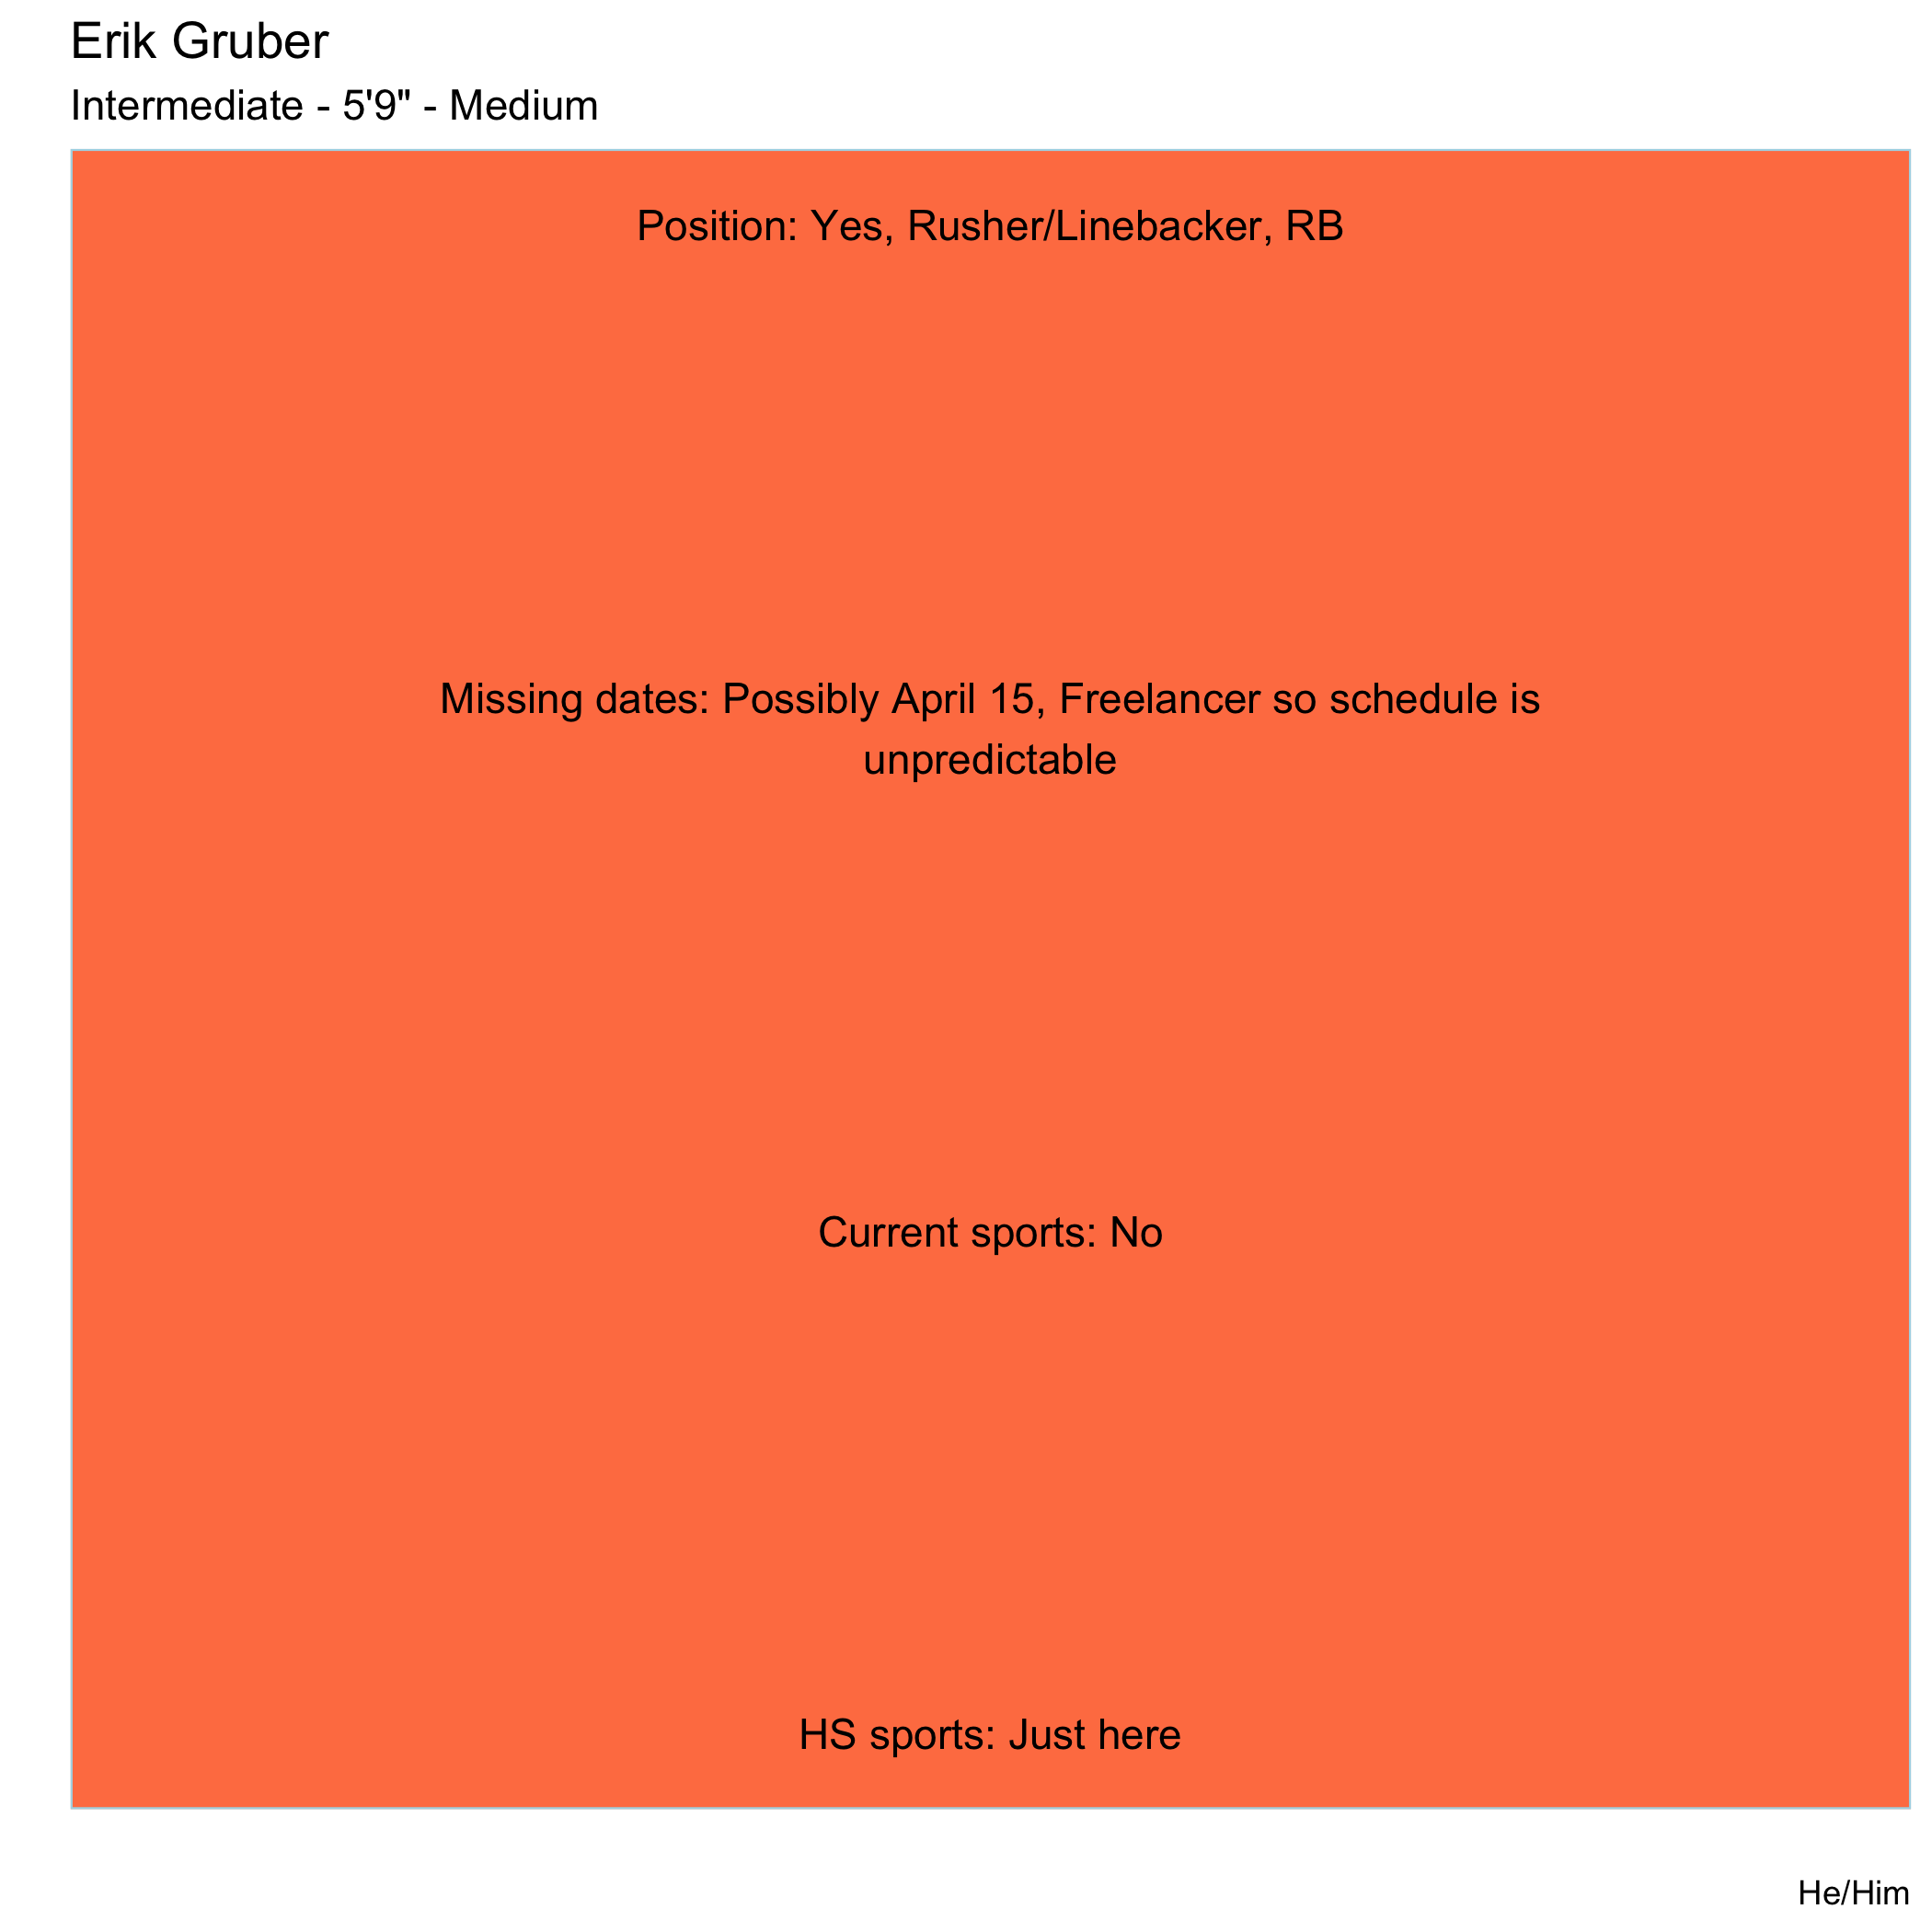 Erik Gruber
Intermediate - 5'9" - Medium
Position: Yes, Rusher/Linebacker, RB
Missing dates: Possibly April 15, Freelancer so schedule is
unpredictable
Current sports: No
HS sports: Just here
He/Him